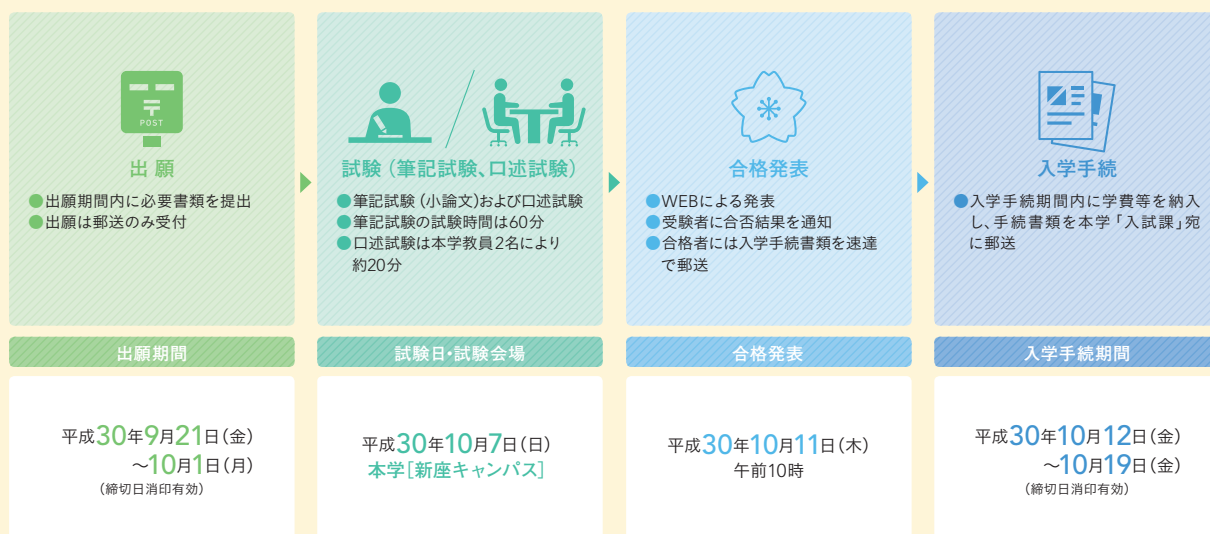 〒
POST
出願
●出願期間内に必要書類を提出
●出願は郵送のみ受付
試験（筆記試験、口述試験）
●筆記試験（小論文）および口述試験
●筆記試験の試験時間は60分
●口述試験は本学教員2名により
約20分
合格発表
●WEBによる発表
●受験者に合否結果を通知
●合格者には入学手続書類を速達
で郵送
入学手続
●入学手続期間内に学費等を納入
し、手続書類を本学「入試課」宛
に郵送
出願期間
平成30年9月21日（金）
〜10月1日（月）
（締切日消印有効）
試験日・試験会場
平成30年10月7日（日）
本学［新座キャンパス］
合格発表
平成30年10月11日（木）
午前10時
入学手続期間
平成30年10月12日（金）
〜10月19日（金）
（締切日消印有効）